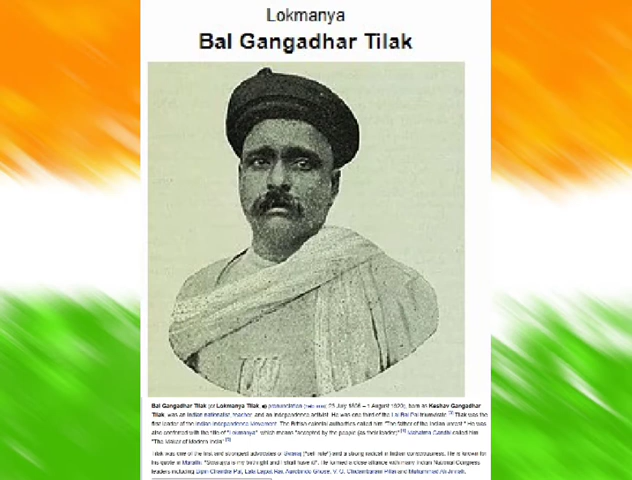 Lokmanya
Bal Gangadhar Tilak
Bal Gangadhar Tilak (or Lokmanya Tilak, 23 July 1856 – 1 August 1920), born as Keshav Gangadhar
Tilak, was an Indian nationalist, teacher, and an independence activist. He was one third of the Lal Bal Pal triumvirate. Tilak was the
first leader of the Indian Independence Movement. The British colonial authorities called him "The father of the Indian unrest." He was
also conferred with the title of "Lokmanya", which means "accepted by the people (as their leader)". Mahatma Gandhi called him
"The Maker of Modern India".
Tilak was one of the first and strongest advocates of Swaraj ("self-rule") and a strong radical in Indian consciousness. He is known for
his quote in Marathi: "Swarajya is my birthright and I shall have it!". He formed a close alliance with many Indian National Congress
leaders including Bipin Chandra Pal, Lala Lajpat Rai, Aurobindo Ghose, V. O. Chidambaram Pillai and Muhammad Ali Jinnah.